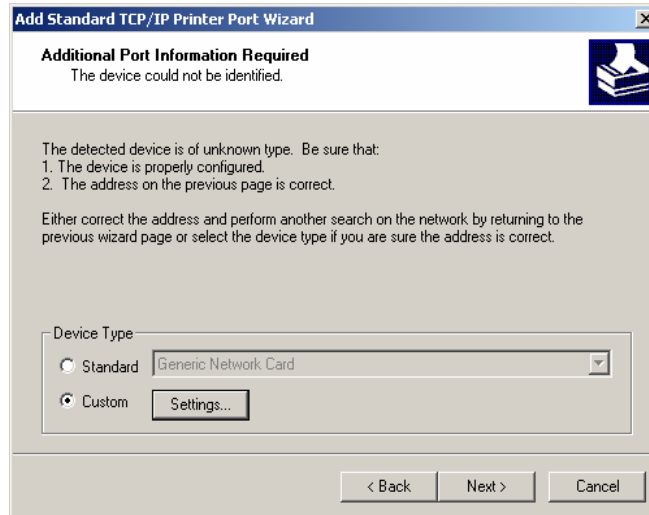 Add Standard TCP/IP Printer Port Wizard
Additional Port Information Required
The device could not be identified.
The detected device is of unknown type.  Be sure that:
1. The device is properly configured.
2.  The address on the previous page is correct.
Either correct the address and perform another search on the network by returning to the
previous wizard page or select the device type if you are sure the address is correct.
Device Type
Standard
Generic Network Card
Custom
Settings...
< Back
Next >
Cancel